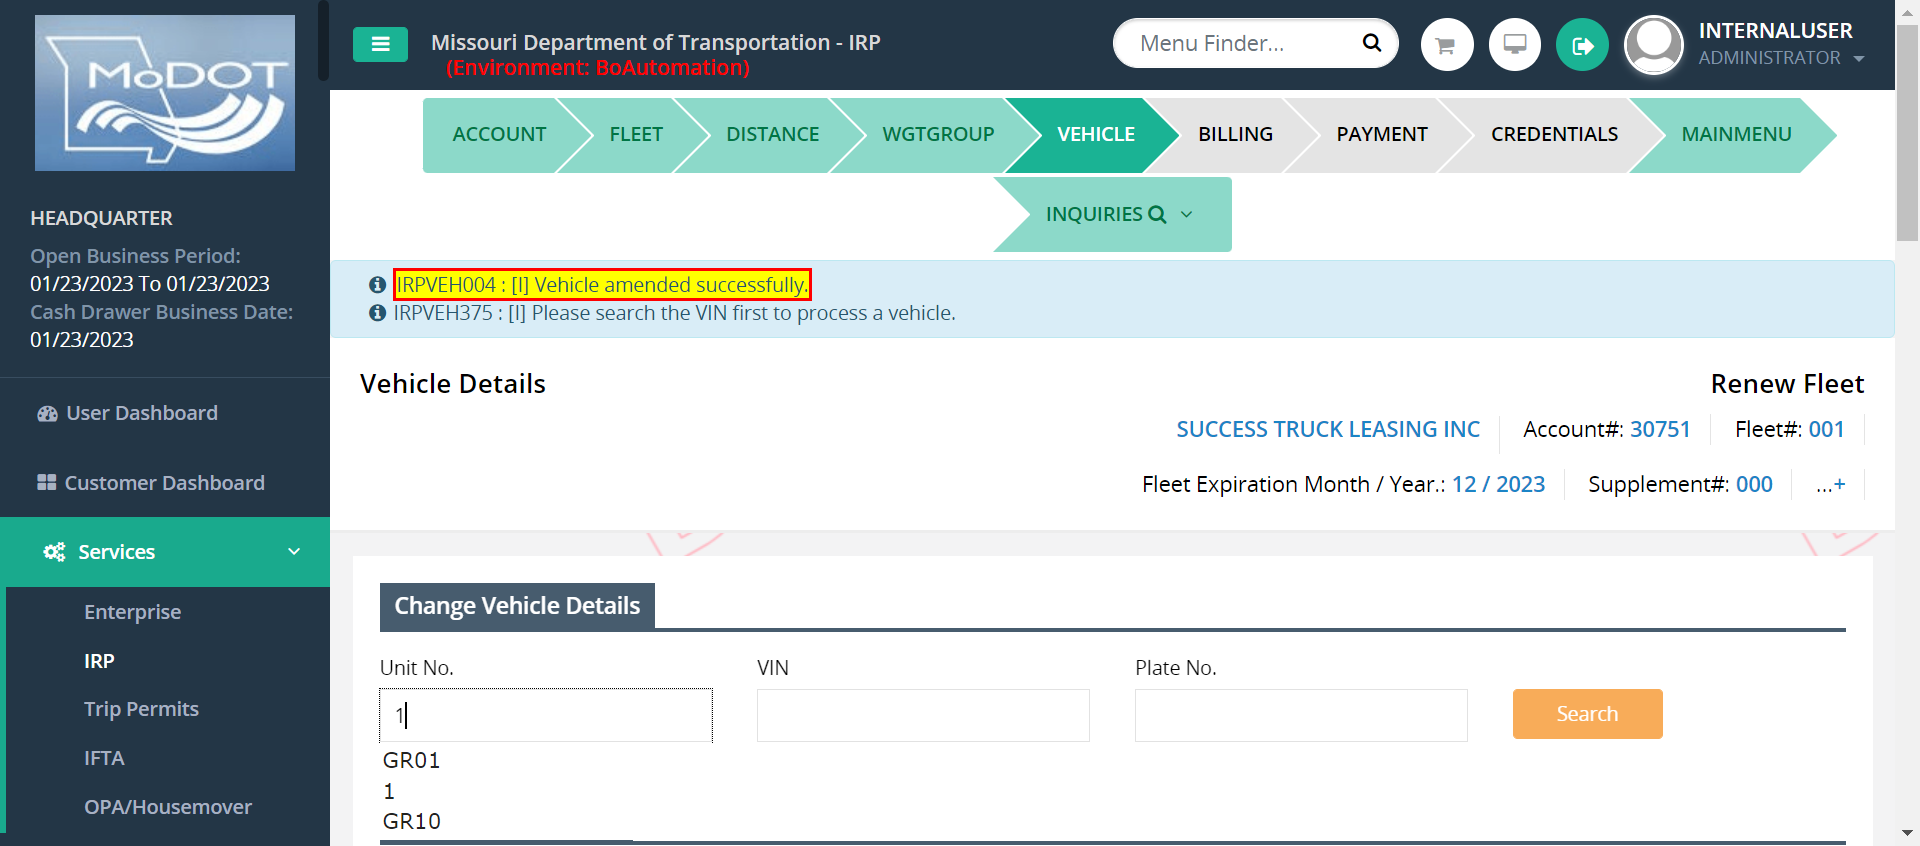 MoDOT
HEADQUARTER
Open Business Period:
01/23/2023 To 01/23/2023
Cash Drawer Business Date:
01/23/2023
User Dashboard
Customer Dashboard
Services
Enterprise
IRP
Trip Permits
IFTA
OPA/Housemover
Missouri Department of Transportation - IRP
(Environment: BoAutomation)
Menu Finder...
INTERNALUSER
ADMINISTRATOR
ACCOUNT FLEET DISTANCE WGTGROUP VEHICLE BILLING PAYMENT CREDENTIALS MAINMENU
INQUIRIES
IRPVEH004 : [I] Vehicle amended successfully.
IRPVEH375 : [I] Please search the VIN first to process a vehicle.
Vehicle Details Renew Fleet
SUCCESS TRUCK LEASING INC Account#: 30751 Fleet#: 001
Fleet Expiration Month / Year.: 12 / 2023 Supplement#: 000 ...+
Change Vehicle Details
Unit No. VIN Plate No.
1 Search
GR01
1
GR10